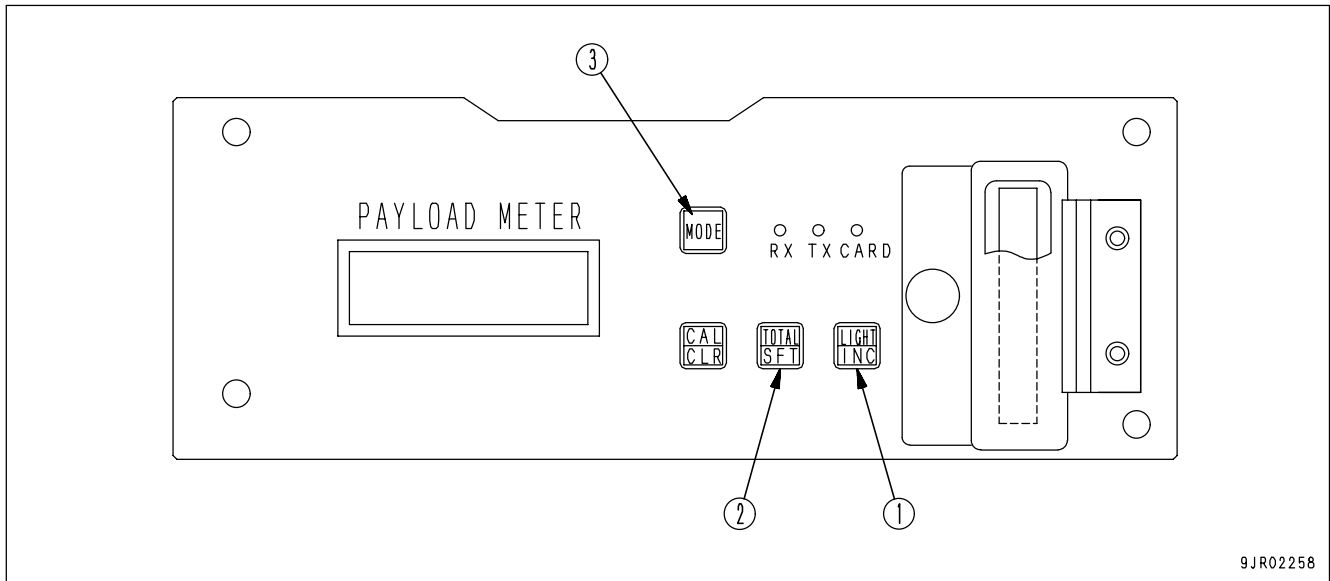 3
PAYLOAD METER
MODE
RX TX CARD
CAL
CLR
TOTAL
SFT
LIGHT
INC
2
1
9JR02258